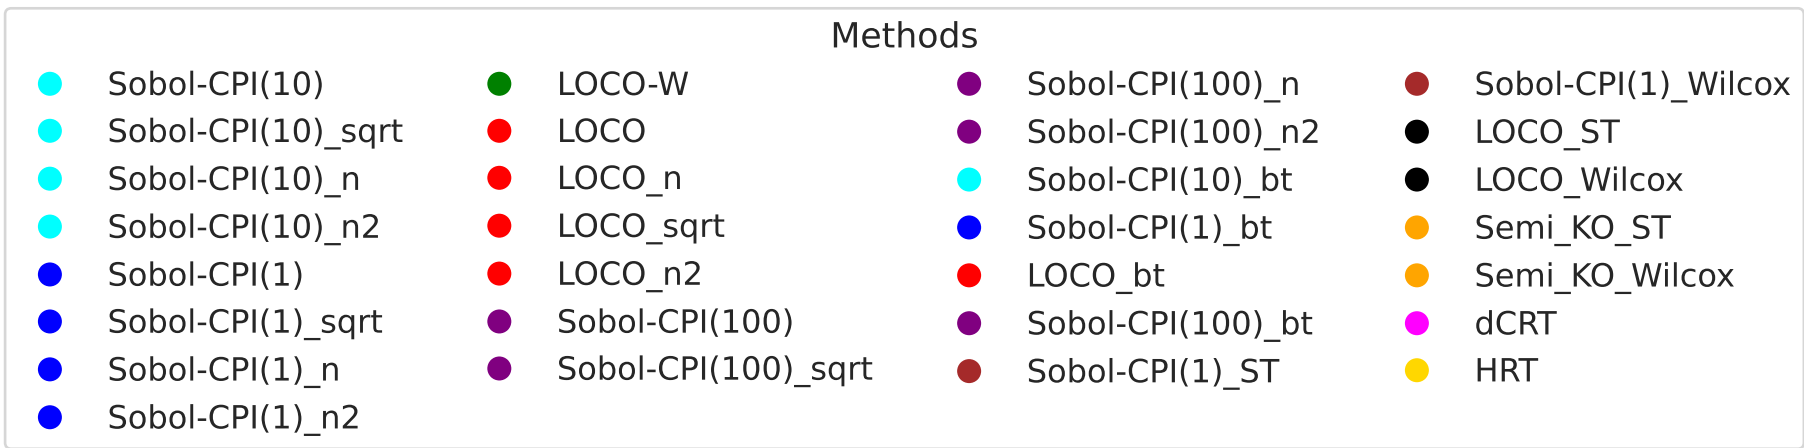 Methods
Sobol-CPI(10)
Sobol-CPI(10)_sqrt
Sobol-CPI(10)_n
Sobol-CPI(10)_n2
Sobol-CPI(1)
Sobol-CPI(1)_sqrt
Sobol-CPI(1)_n
Sobol-CPI(1)_n2
LOCO-W
LOCO
LOCO_n
LOCO_sqrt
LOCO_n2
Sobol-CPI(100)
Sobol-CPI(100)_sqrt
Sobol-CPI(100)_n
Sobol-CPI(100)_n2
Sobol-CPI(10)_bt
Sobol-CPI(1)_bt
LOCO_bt
Sobol-CPI(100)_bt
Sobol-CPI(1)_ST
Sobol-CPI(1)_Wilcox
LOCO_ST
LOCO_Wilcox
Semi_KO_ST
Semi_KO_Wilcox
dCRT
HRT